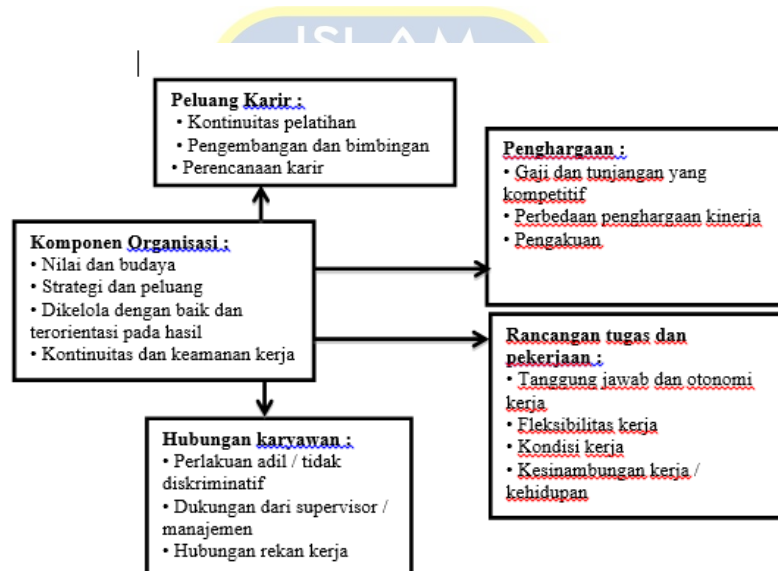 ISLAM
Peluang Karir :
• Kontinuitas pelatihan
• Pengembangan dan bimbingan
• Perencanaan karir
Penghargaan :
• Gaji dan tunjangan yang
kompetitif
• Perbedaan penghargaan kinerja
• Pengakuan
Komponen Organisasi :
• Nilai dan budaya
• Strategi dan peluang
• Dikelola dengan baik dan
terorientasi pada hasil
• Kontinuitas dan keamanan kerja
Rancangan tugas dan
pekerjaan :
• Tanggung jawab dan otonomi
kerja
• Fleksibilitas kerja
• Kondisi kerja
• Kesinambungan kerja /
kehidupan
Hubungan karyawan :
• Perlakuan adil / tidak
diskriminatif
• Dukungan dari supervisor /
manajemen
• Hubungan rekan kerja